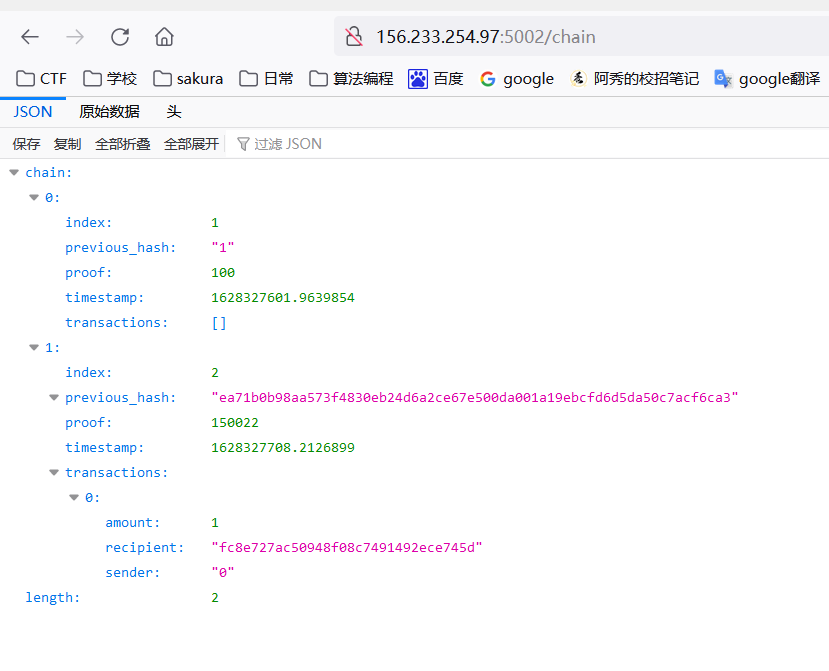 156.233.254.97:5002/chain
CTF 学校 sakura 日常 算法编程 百度 google 阿秀的校招笔记 google翻译
JSON 原始数据 头
保存 复制 全部折叠 全部展开 过滤 JSON
chain:
0:
index: 1
previous_hash: "1"
proof: 100
timestamp: 1628327601.9639854
transactions: []
1:
index: 2
previous_hash: "ea71b0b98aa573f4830eb24d6a2ce67e500da001a19ebcfd6d5da50c7acf6ca3"
proof: 150022
timestamp: 1628327708.2126899
transactions:
0:
amount: 1
recipient: "fc8e727ac50948f08c7491492ece745d"
sender: "0"
length: 2